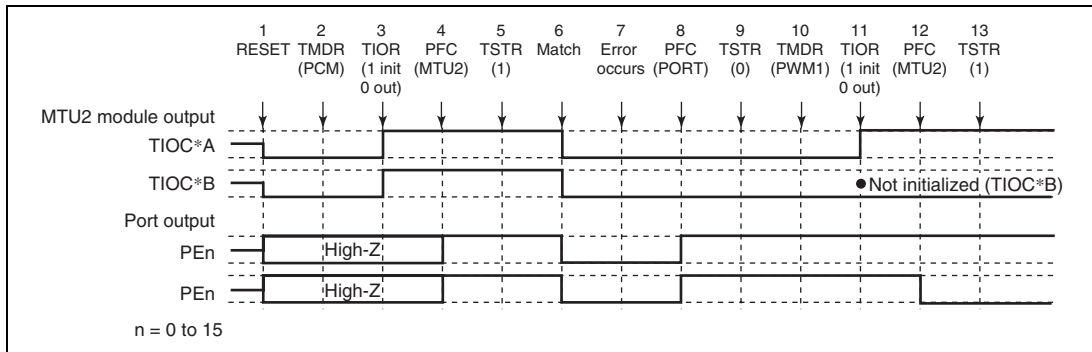 1 2 3 4 5 6 7 8 9 10 11 12 13
RESET TMDR TIOR PFC TSTR Match Error PFC TSTR TMDR TIOR PFC TSTR
(PCM) (1 init (MTU2) (1) occurs (PORT) (0) (PWM1) (1 init (MTU2) (1)
0 out) 0 out)
MTU2 module output
TIOC*A
TIOC*B
● Not initialized (TIOC*B)
Port output
PEn
High-Z
PEn
High-Z
n = 0 to 15